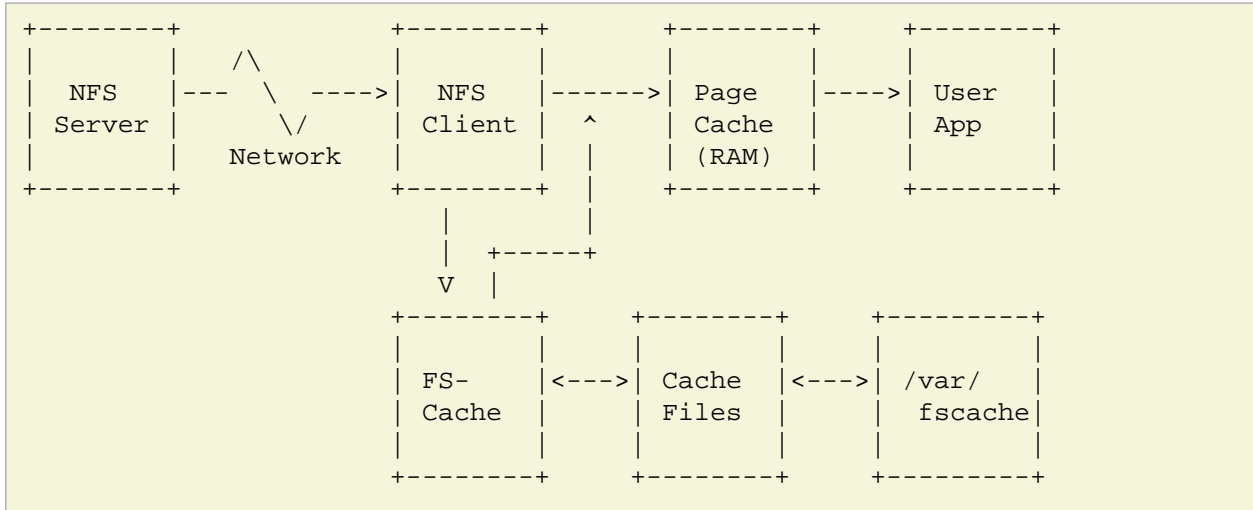 +--------+               +--------+        +--------+      +--------+
|        |    /\         |        |        |        |      |        |
|  NFS   |---  \  ---->|  NFS   |------>| Page   |---->| User   |
| Server |       \/      | Client |  ^     | Cache  |      | App    |
|        |   Network     |        |  |     | (RAM)  |      |        |
+--------+               +--------+  |     +--------+      +--------+
|         |
|  +------+
V  |
+--------+      +--------+      +---------+
|        |      |        |      |         |
| FS-    |<--->| Cache  |<--->| /var/   |
| Cache  |      | Files  |      |  fscache|
|        |      |        |      |         |
+--------+      +--------+      +---------+